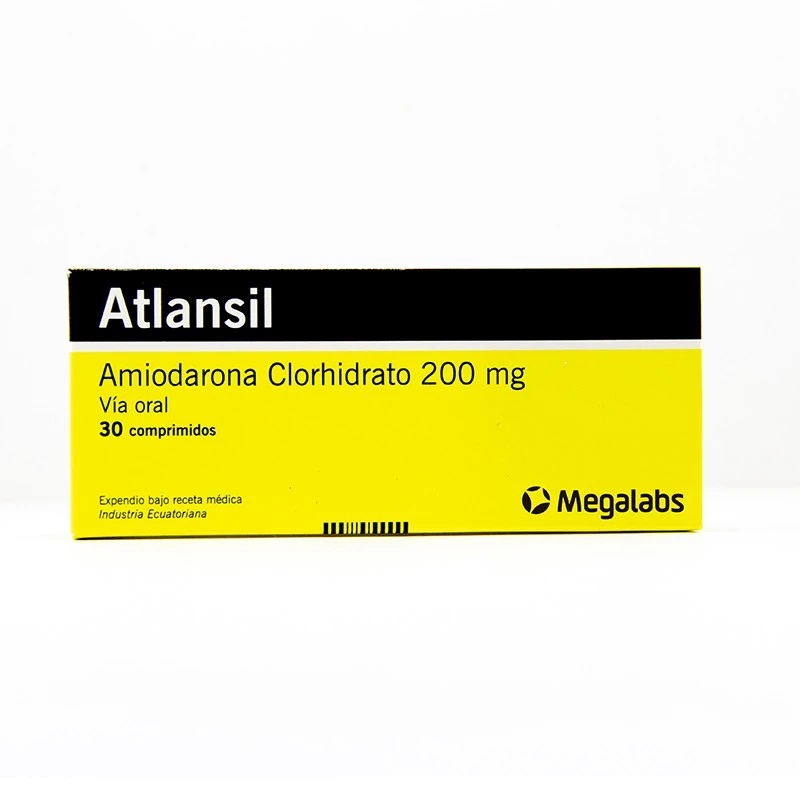 Atlansil
Amiodarona Clorhidrato 200 mg
Vía oral
30 comprimidos
Expendio bajo receta médica
Industria Ecuatoriana
Megalabs